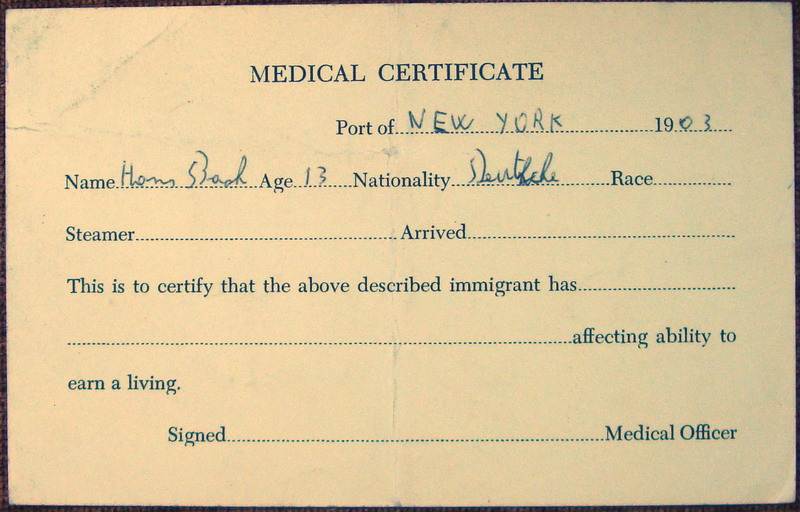 MEDICAL CERTIFICATE
Port of NEW YORK 1903
Name Hans Bach Age 13 Nationality Deutsche Race
Steamer Arrived
This is to certify that the above described immigrant has
affecting ability to
earn a living.
Signed Medical Officer